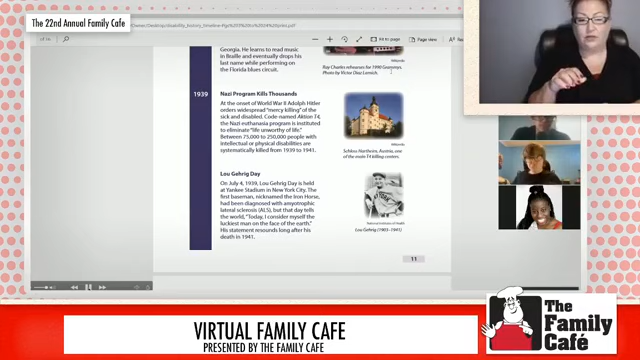 The 22nd Annual Family Cafe
Fit to page
Page view
Georgia. He learns to read music
in Braille and eventually drops his
last name while performing on
the Florida blues circuit.
Ray Charles rehearses for 1990 Grammys.
Photo by Victor Diaz Lamich.
1939
Nazi Program Kills Thousands
At the onset of World War II Adolph Hitler
orders widespread "mercy killing" of the
sick and disabled. Code named Aktion T4,
the Nazi euthanasia program is instituted
to eliminate "life unworthy of life."
Between 75,000 to 250,000 people with
intellectual or physical disabilities are
systematically killed from 1939 to 1941.
Schloss Hartheim, Austria, one
of the main T4 killing centers.
Lou Gehrig Day
On July 4, 1939, Lou Gehrig Day is held
at Yankee Stadium in New York City. The
first baseman, nicknamed the Iron Horse,
had been diagnosed with amyotrophic
lateral sclerosis (ALS), but that day tells
the world, "Today, I consider myself the
luckiest man on the face of the earth."
His statement resounds long after his
death in 1941.
Lou Gehrig (1903–1941)
11
VIRTUAL FAMILY CAFE
PRESENTED BY THE FAMILY CAFE
The
Family
Café